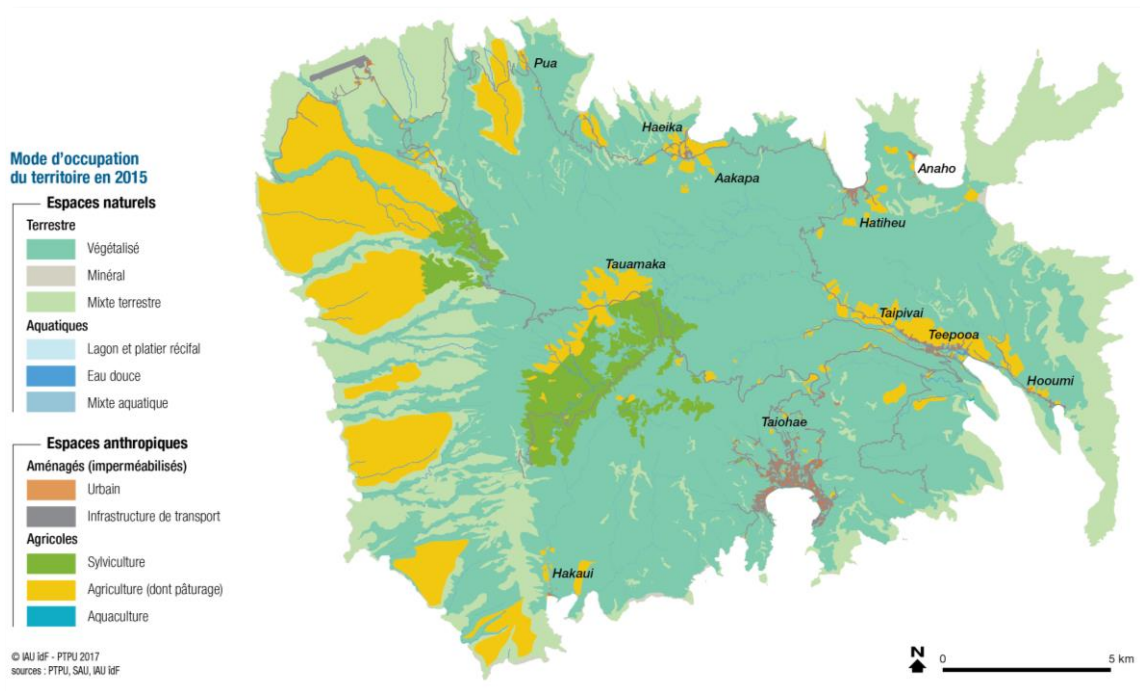 Mode d'occupation
du territoire en 2015
Espaces naturels
Terrestre
Végétalisé
Minéral
Mixte terrestre
Aquatiques
Lagon et platier récifal
Eau douce
Mixte aquatique
Espaces anthropiques
Aménagés (imperméabilisés)
Urbain
Infrastructure de transport
Agricoles
Sylviculture
Agriculture (dont pâturage)
Aquaculture
© IAU îdF - PTPU 2017
sources : PTPU, SAU, IAU îdF
Pua
Haeika
Aakapa
Anaho
Hatiheu
Tauamaka
Taipivai
Teepooa
Hooumi
Taiohae
Hakaui
N
0
5 km